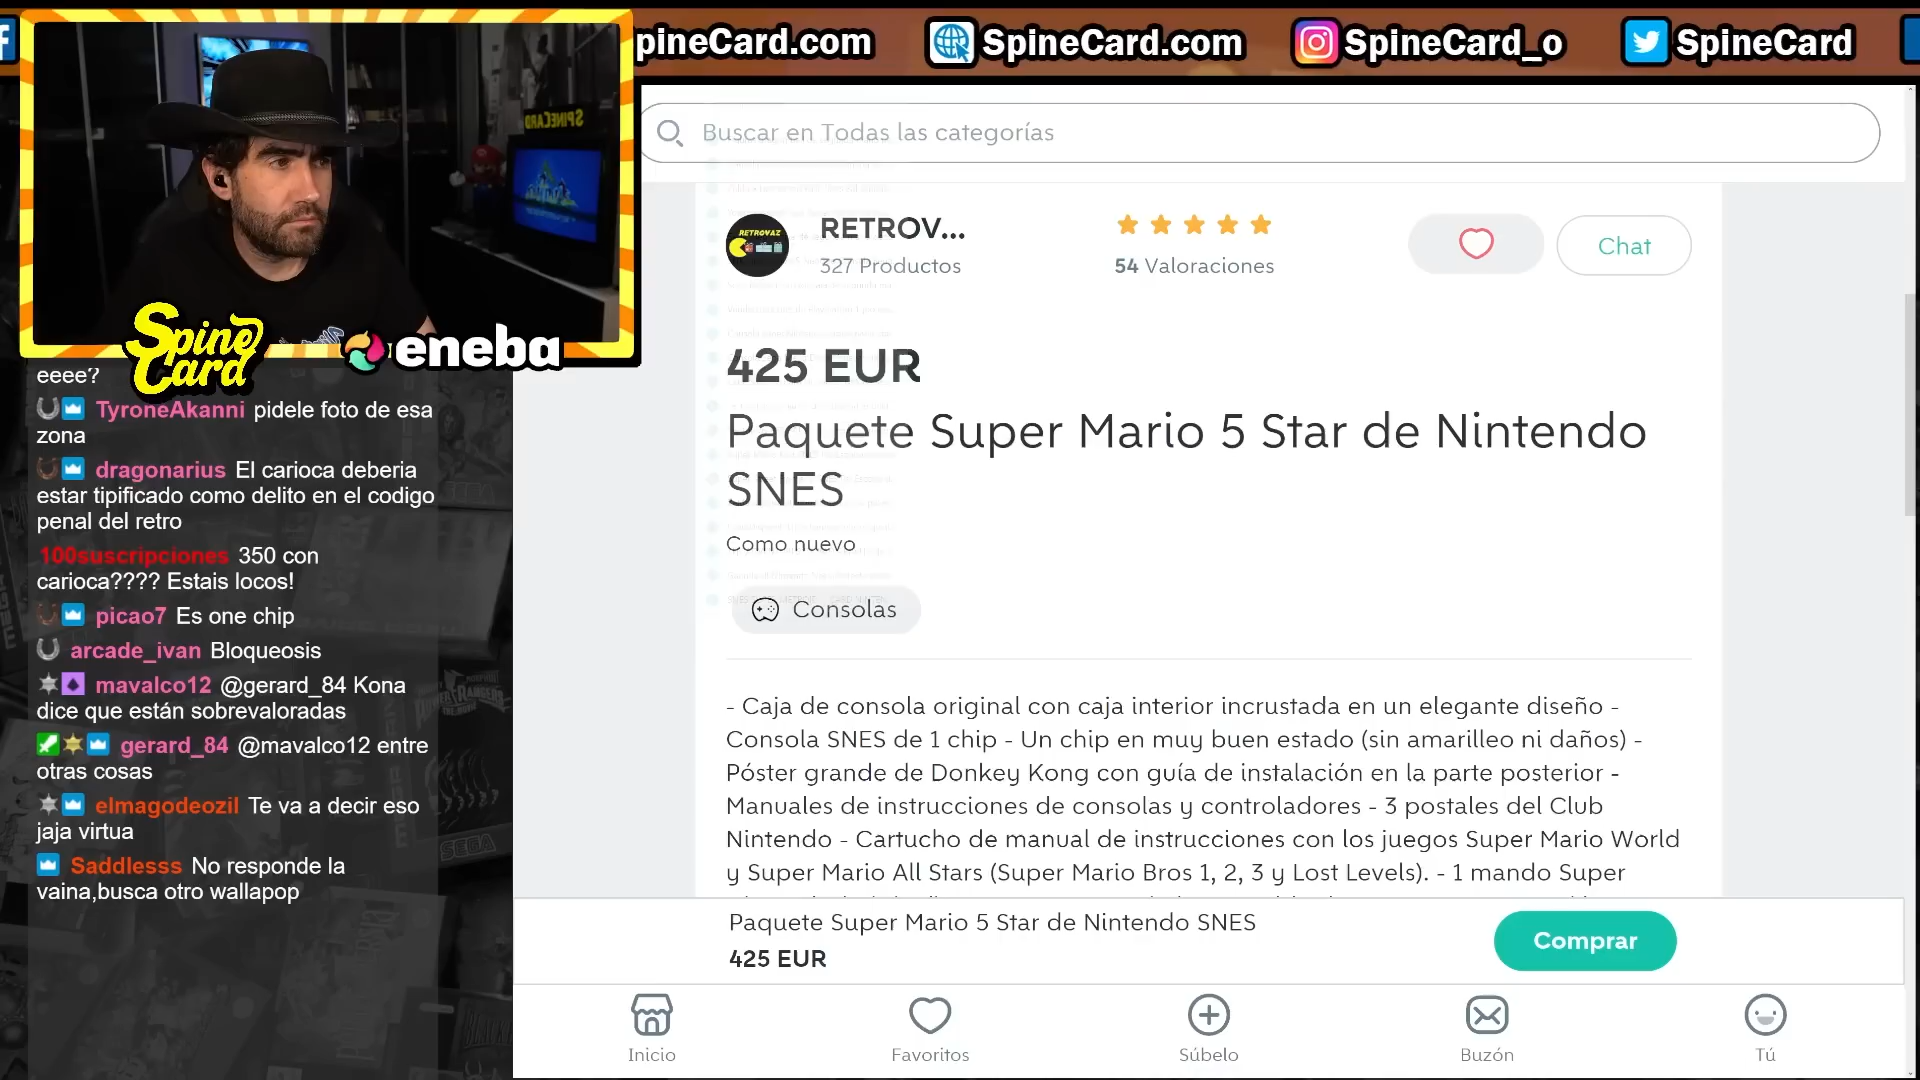 pineCard.com
SpineCard.com
SpineCard_o
SpineCard
SPINECARD
Spine
Card
eneba
eeee?
TyroneAkanni pidele foto de esa
zona
dragonarius El carioca deberia
estar tipificado como delito en el codigo
penal del retro
100suscripciones 350 con
carioca???? Estais locos!
picao7 Es one chip
arcade_ivan Bloqueosis
mavalco12 @gerard_84 Kona
dice que están sobrevaloradas
gerard_84 @mavalco12 entre
otras cosas
elmagodeozil Te va a decir eso
jaja virtua
Saddlesss No responde la
vaina,busca otro wallapop
Buscar en Todas las categorías
RETROVAZ
RETROV...
327 Productos
54 Valoraciones
Chat
425 EUR
Paquete Super Mario 5 Star de Nintendo
SNES
Como nuevo
Consolas
- Caja de consola original con caja interior incrustada en un elegante diseño -
Consola SNES de 1 chip - Un chip en muy buen estado (sin amarilleo ni daños) -
Póster grande de Donkey Kong con guía de instalación en la parte posterior -
Manuales de instrucciones de consolas y controladores - 3 postales del Club
Nintendo - Cartucho de manual de instrucciones con los juegos Super Mario World
y Super Mario All Stars (Super Mario Bros 1, 2, 3 y Lost Levels). - 1 mando Super
Paquete Super Mario 5 Star de Nintendo SNES
425 EUR
Comprar
Inicio
Favoritos
Súbelo
Buzón
Tú